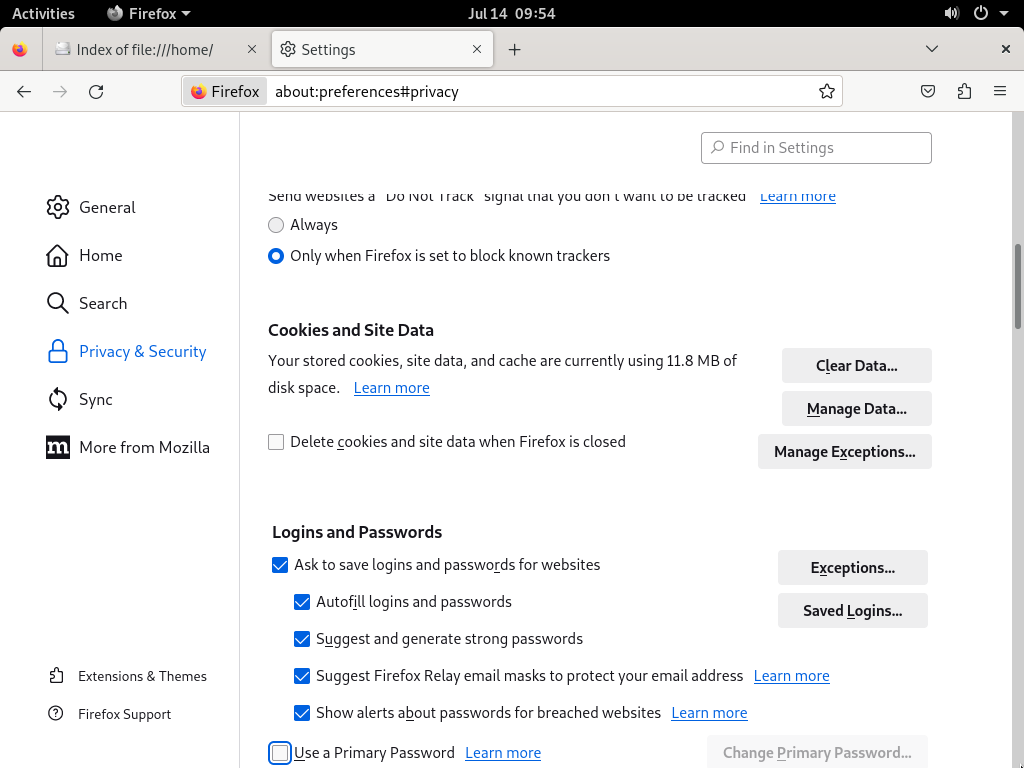 Activities
Firefox
Jul 14 09:54
Index of file:///home/
Settings
Firefox
about:preferences#privacy
Find in Settings
General
Home
Search
Privacy & Security
Sync
m
More from Mozilla
Extensions & Themes
Firefox Support
Send websites a "Do Not Track" signal that you don't want to be tracked Learn more
Always
Only when Firefox is set to block known trackers
Cookies and Site Data
Your stored cookies, site data, and cache are currently using 11.8 MB of
disk space. Learn more
Clear Data...
Manage Data...
Delete cookies and site data when Firefox is closed
Manage Exceptions...
Logins and Passwords
Ask to save logins and passwords for websites
Exceptions...
Autofill logins and passwords
Saved Logins...
Suggest and generate strong passwords
Suggest Firefox Relay email masks to protect your email address Learn more
Show alerts about passwords for breached websites Learn more
Use a Primary Password Learn more
Change Primary Password...